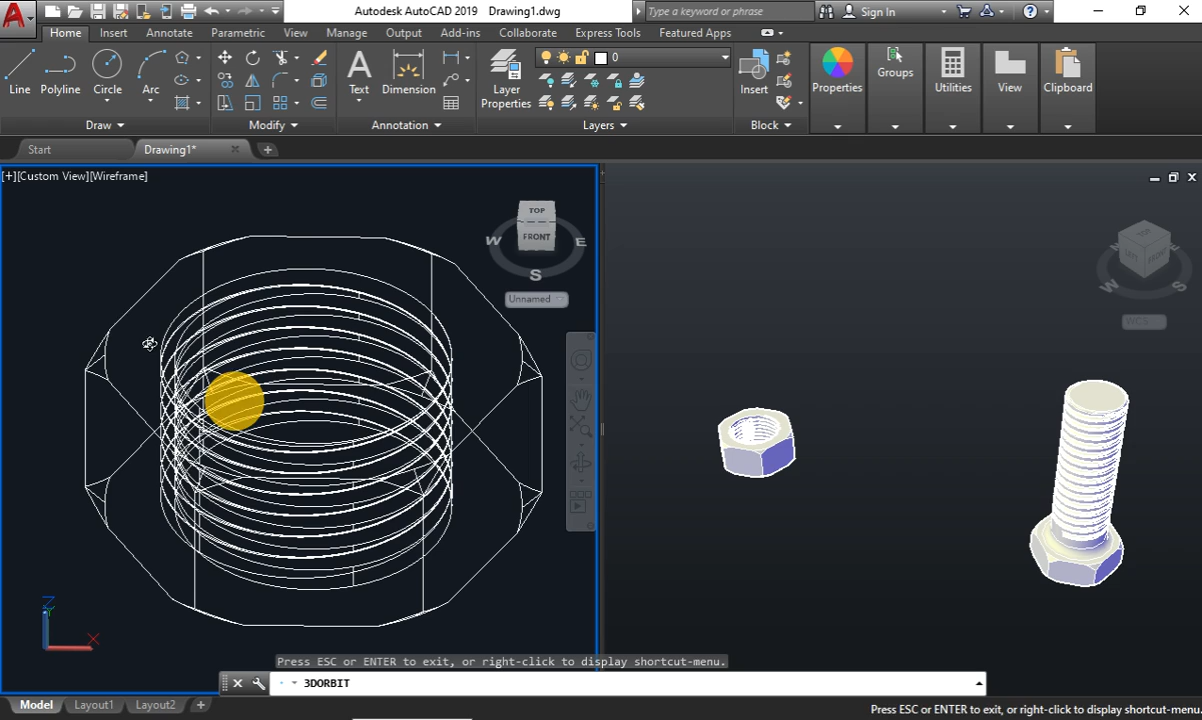 A Autodesk AutoCAD 2019 Drawing1.dwg Type a keyword or phrase Sign In ?
Home Insert Annotate Parametric View Manage Output Add-ins Collaborate Express Tools Featured Apps
0
Line Polyline Circle Arc
A Text Dimension
Layer Properties
Insert
Properties Groups Utilities View Clipboard
Draw Modify Annotation Layers Block
Start Drawing1*
[+][Custom View][Wireframe]
TOP
FRONT
W E
S
Unnamed
TOP
N E
LEFT FRONT
W S
WCS
Z
Y
X
Press ESC or ENTER to exit, or right-click to display shortcut-menu.
3DORBIT
Model Layout1 Layout2 +
Press ESC or ENTER to exit, or right-click to display shortcut-menu.